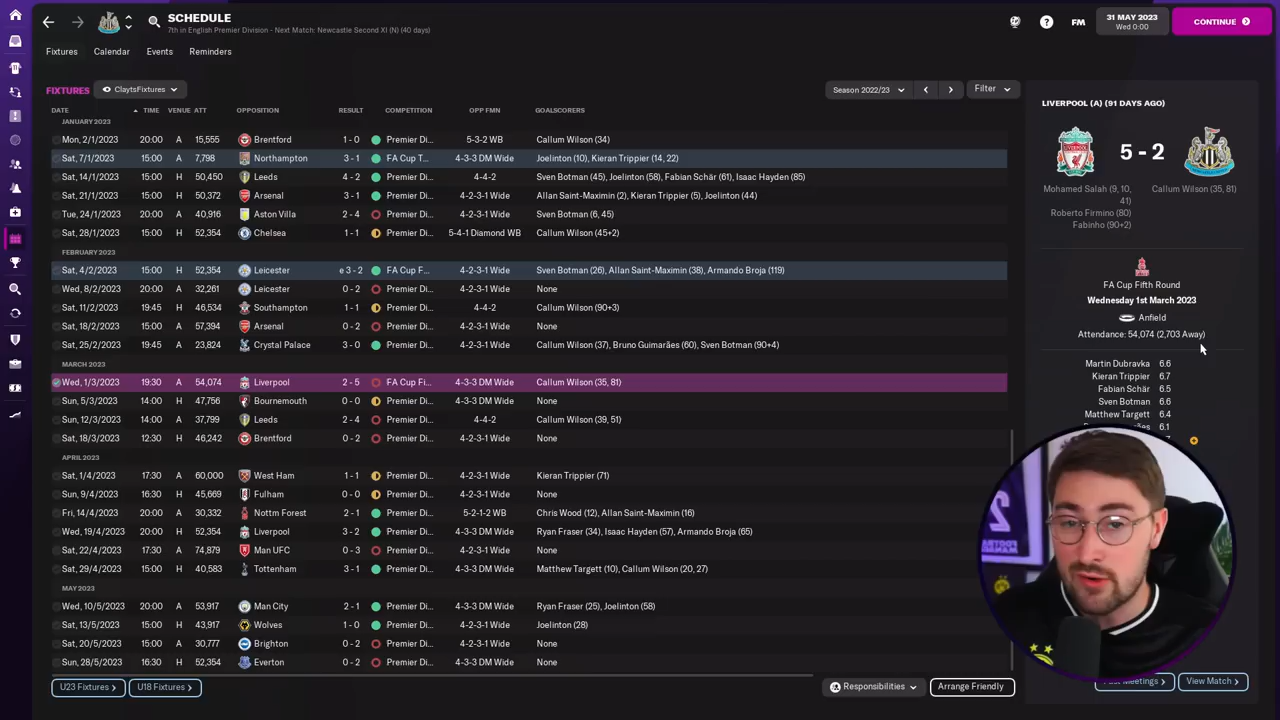 SCHEDULE
7th in English Premier Division - Next Match: Newcastle Second XI (N) (40 days)
FM
31 MAY 2023
Wed 0:00
CONTINUE
Fixtures Calendar Events Reminders
FIXTURES ClaytsFixtures Season 2022/23 Filter
DATE TIME VENUE ATT OPPOSITION RESULT COMPETITION OPP FMN GOALSCORERS
JANUARY 2023
Mon, 2/1/2023 20:00 A 15,555 Brentford 1 - 0 Premier Di... 5-3-2 WB Callum Wilson (34)
Sat, 7/1/2023 15:00 A 7,798 Northampton 3 - 1 FA Cup T... 4-3-3 DM Wide Joelinton (10), Kieran Trippier (14, 22)
Sat, 14/1/2023 15:00 H 50,450 Leeds 4 - 2 Premier Di... 4-4-2 Sven Botman (45), Joelinton (58), Fabian Schär (61), Isaac Hayden (85)
Sat, 21/1/2023 15:00 H 52,354 Arsenal 3 - 1 Premier Di... 4-2-3-1 Wide Allan Saint-Maximin (2), Kieran Trippier (5), Joelinton (44)
Tue, 24/1/2023 20:00 A 40,916 Aston Villa 2 - 4 Premier Di... 4-2-3-1 Wide Sven Botman (6, 45)
Sat, 28/1/2023 15:00 H 52,354 Chelsea 1 - 1 Premier Di... 5-4-1 Diamond WB Callum Wilson (45+2)
FEBRUARY 2023
Sat, 4/2/2023 15:00 H 52,354 Leicester e 3 - 2 FA Cup F... 4-2-3-1 Wide Sven Botman (26), Allan Saint-Maximin (38), Armando Broja (119)
Wed, 8/2/2023 20:00 A 32,261 Leicester 0 - 2 Premier Di... 4-2-3-1 Wide None
Sat, 11/2/2023 19:45 H 46,534 Southampton 1 - 1 Premier Di... 4-4-2 Callum Wilson (90+3)
Sat, 18/2/2023 15:00 A 57,394 Arsenal 0 - 2 Premier Di... 4-2-3-1 Wide None
Sat, 25/2/2023 19:45 A 23,824 Crystal Palace 3 - 0 Premier Di... 4-3-3 DM Wide Callum Wilson (37), Bruno Guimarães (60), Sven Botman (90+4)
MARCH 2023
Wed, 1/3/2023 19:30 A 54,074 Liverpool 2 - 5 FA Cup Fi... 4-3-3 DM Wide Callum Wilson (35, 81)
Sun, 5/3/2023 14:00 H 47,756 Bournemouth 0 - 0 Premier Di... 4-3-3 DM Wide None
Sun, 12/3/2023 14:00 A 37,799 Leeds 2 - 4 Premier Di... 4-4-2 Callum Wilson (39, 51)
Sat, 18/3/2023 12:30 H 46,242 Brentford 0 - 2 Premier Di... 4-3-3 DM Wide None
APRIL 2023
Sat, 1/4/2023 17:30 A 60,000 West Ham 1 - 1 Premier Di... 4-2-3-1 Wide Kieran Trippier (71)
Sun, 9/4/2023 16:30 H 45,669 Fulham 0 - 0 Premier Di... 4-2-3-1 Wide None
Fri, 14/4/2023 20:00 A 30,332 Nottm Forest 2 - 1 Premier Di... 5-2-1-2 WB Chris Wood (12), Allan Saint-Maximin (16)
Wed, 19/4/2023 20:00 H 52,354 Liverpool 3 - 2 Premier Di... 4-3-3 DM Wide Ryan Fraser (34), Isaac Hayden (57), Armando Broja (65)
Sat, 22/4/2023 17:30 A 74,879 Man UFC 0 - 3 Premier Di... 4-2-3-1 Wide None
Sat, 29/4/2023 15:00 H 40,583 Tottenham 3 - 1 Premier Di... 4-3-3 DM Wide Matthew Targett (10), Callum Wilson (20, 27)
MAY 2023
Wed, 10/5/2023 20:00 A 53,917 Man City 2 - 1 Premier Di... 4-3-3 DM Wide Ryan Fraser (25), Joelinton (58)
Sat, 13/5/2023 15:00 H 43,917 Wolves 1 - 0 Premier Di... 4-2-3-1 Wide Joelinton (28)
Sat, 20/5/2023 15:00 A 30,777 Brighton 0 - 2 Premier Di... 4-2-3-1 Wide None
Sun, 28/5/2023 16:30 H 52,354 Everton 0 - 2 Premier Di... 4-3-3 DM Wide None
U23 Fixtures U18 Fixtures Responsibilities Arrange Friendly
LIVERPOOL (A) (91 DAYS AGO)
5 - 2
Mohamed Salah (9, 10, 41) Callum Wilson (35, 81)
Roberto Firmino (80)
Fabinho (90+2)
FA Cup Fifth Round
Wednesday 1st March 2023
Anfield
Attendance: 54,074 (2,703 Away)
Martin Dubravka 6.6
Kieran Trippier 6.7
Fabian Schär 6.5
Sven Botman 6.6
Matthew Targett 6.4
6.1
Meetings View Match